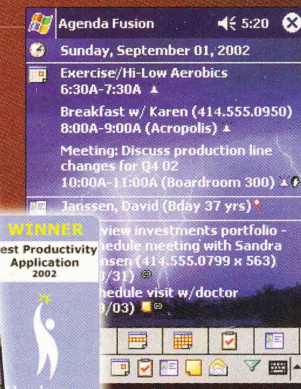 Agenda Fusion 5:20
Sunday, September 01, 2002
Exercise/Hi-Low Aerobics
6:30A-7:30A
Breakfast w/ Karen (414.555.0950)
8:00A-9:00A (Acropolis)
Meeting: Discuss production line
changes for Q4 02
10:00A-11:00A (Boardroom 300)
Janssen, David (Bday 37 yrs)
view investments portfolio -
hedule meeting with Sandra
nsen (414.555.0799 x 563)
/31)
hedule visit w/doctor
/03)
WINNER
est Productivity
Application
2002